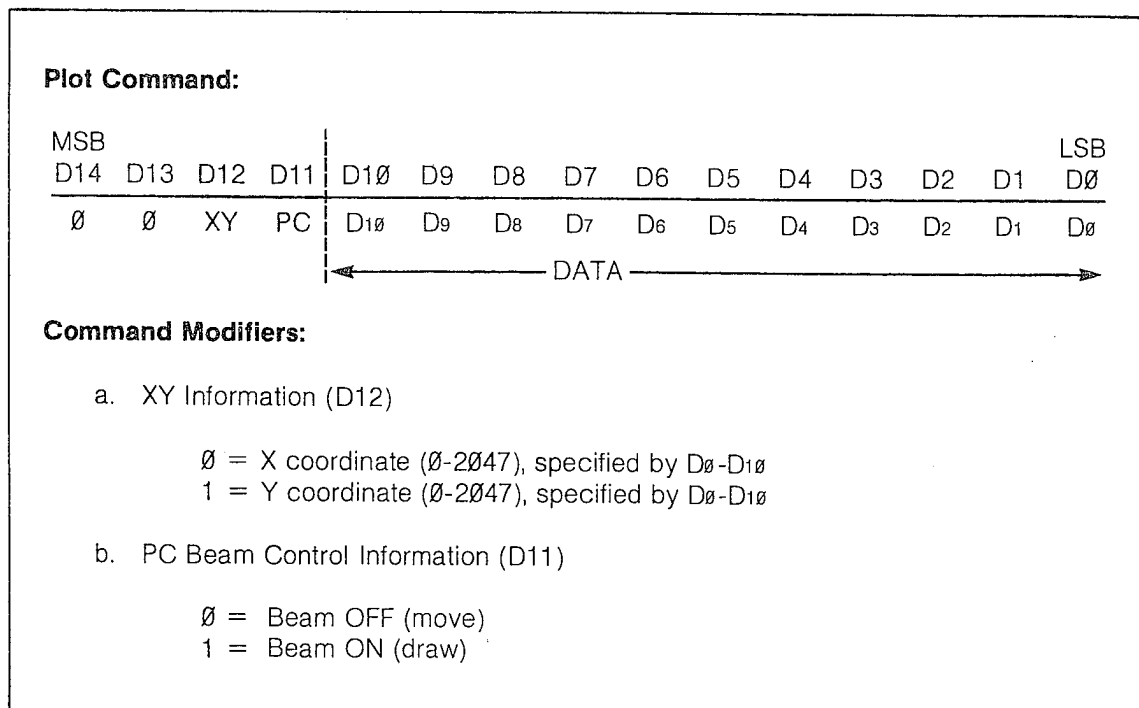 Plot Command:
MSB LSB
D14 D13 D12 D11 D1Ø D9 D8 D7 D6 D5 D4 D3 D2 D1 DØ
Ø Ø XY PC D1Ø D9 D8 D7 D6 D5 D4 D3 D2 D1 DØ
DATA
Command Modifiers:
a. XY Information (D12)
Ø = X coordinate (Ø-2Ø47), specified by DØ-D1Ø
1 = Y coordinate (Ø-2Ø47), specified by DØ-D1Ø
b. PC Beam Control Information (D11)
Ø = Beam OFF (move)
1 = Beam ON (draw)